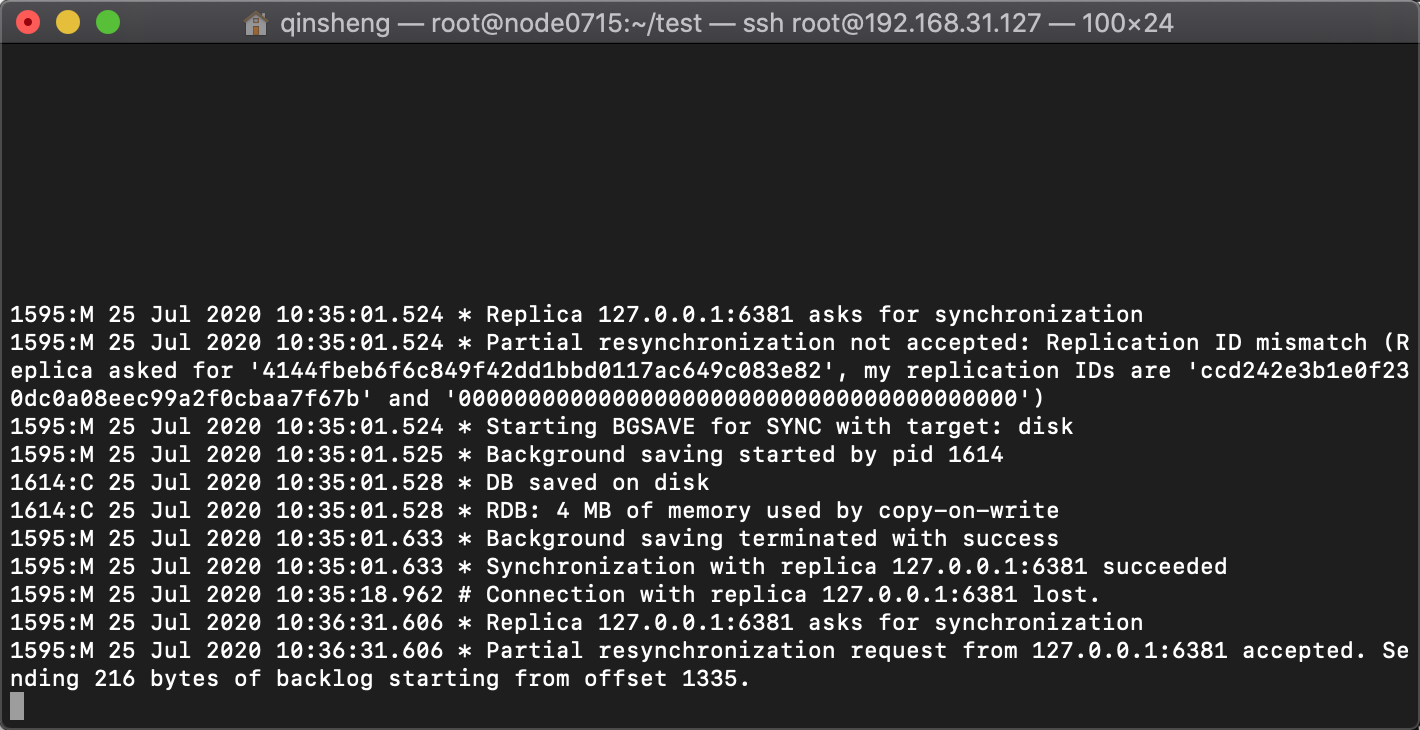 qinsheng — root@node0715:~/test — ssh root@192.168.31.127 — 100×24
1595:M 25 Jul 2020 10:35:01.524 * Replica 127.0.0.1:6381 asks for synchronization
1595:M 25 Jul 2020 10:35:01.524 * Partial resynchronization not accepted: Replication ID mismatch (R
eplica asked for '4144fbeb6f6c849f42dd1bbd0117ac649c083e82', my replication IDs are 'ccd242e3b1e0f23
0dc0a08eec99a2f0cbaa7f67b' and '0000000000000000000000000000000000000000')
1595:M 25 Jul 2020 10:35:01.524 * Starting BGSAVE for SYNC with target: disk
1595:M 25 Jul 2020 10:35:01.525 * Background saving started by pid 1614
1614:C 25 Jul 2020 10:35:01.528 * DB saved on disk
1614:C 25 Jul 2020 10:35:01.528 * RDB: 4 MB of memory used by copy-on-write
1595:M 25 Jul 2020 10:35:01.633 * Background saving terminated with success
1595:M 25 Jul 2020 10:35:01.633 * Synchronization with replica 127.0.0.1:6381 succeeded
1595:M 25 Jul 2020 10:35:18.962 # Connection with replica 127.0.0.1:6381 lost.
1595:M 25 Jul 2020 10:36:31.606 * Replica 127.0.0.1:6381 asks for synchronization
1595:M 25 Jul 2020 10:36:31.606 * Partial resynchronization request from 127.0.0.1:6381 accepted. Se
nding 216 bytes of backlog starting from offset 1335.